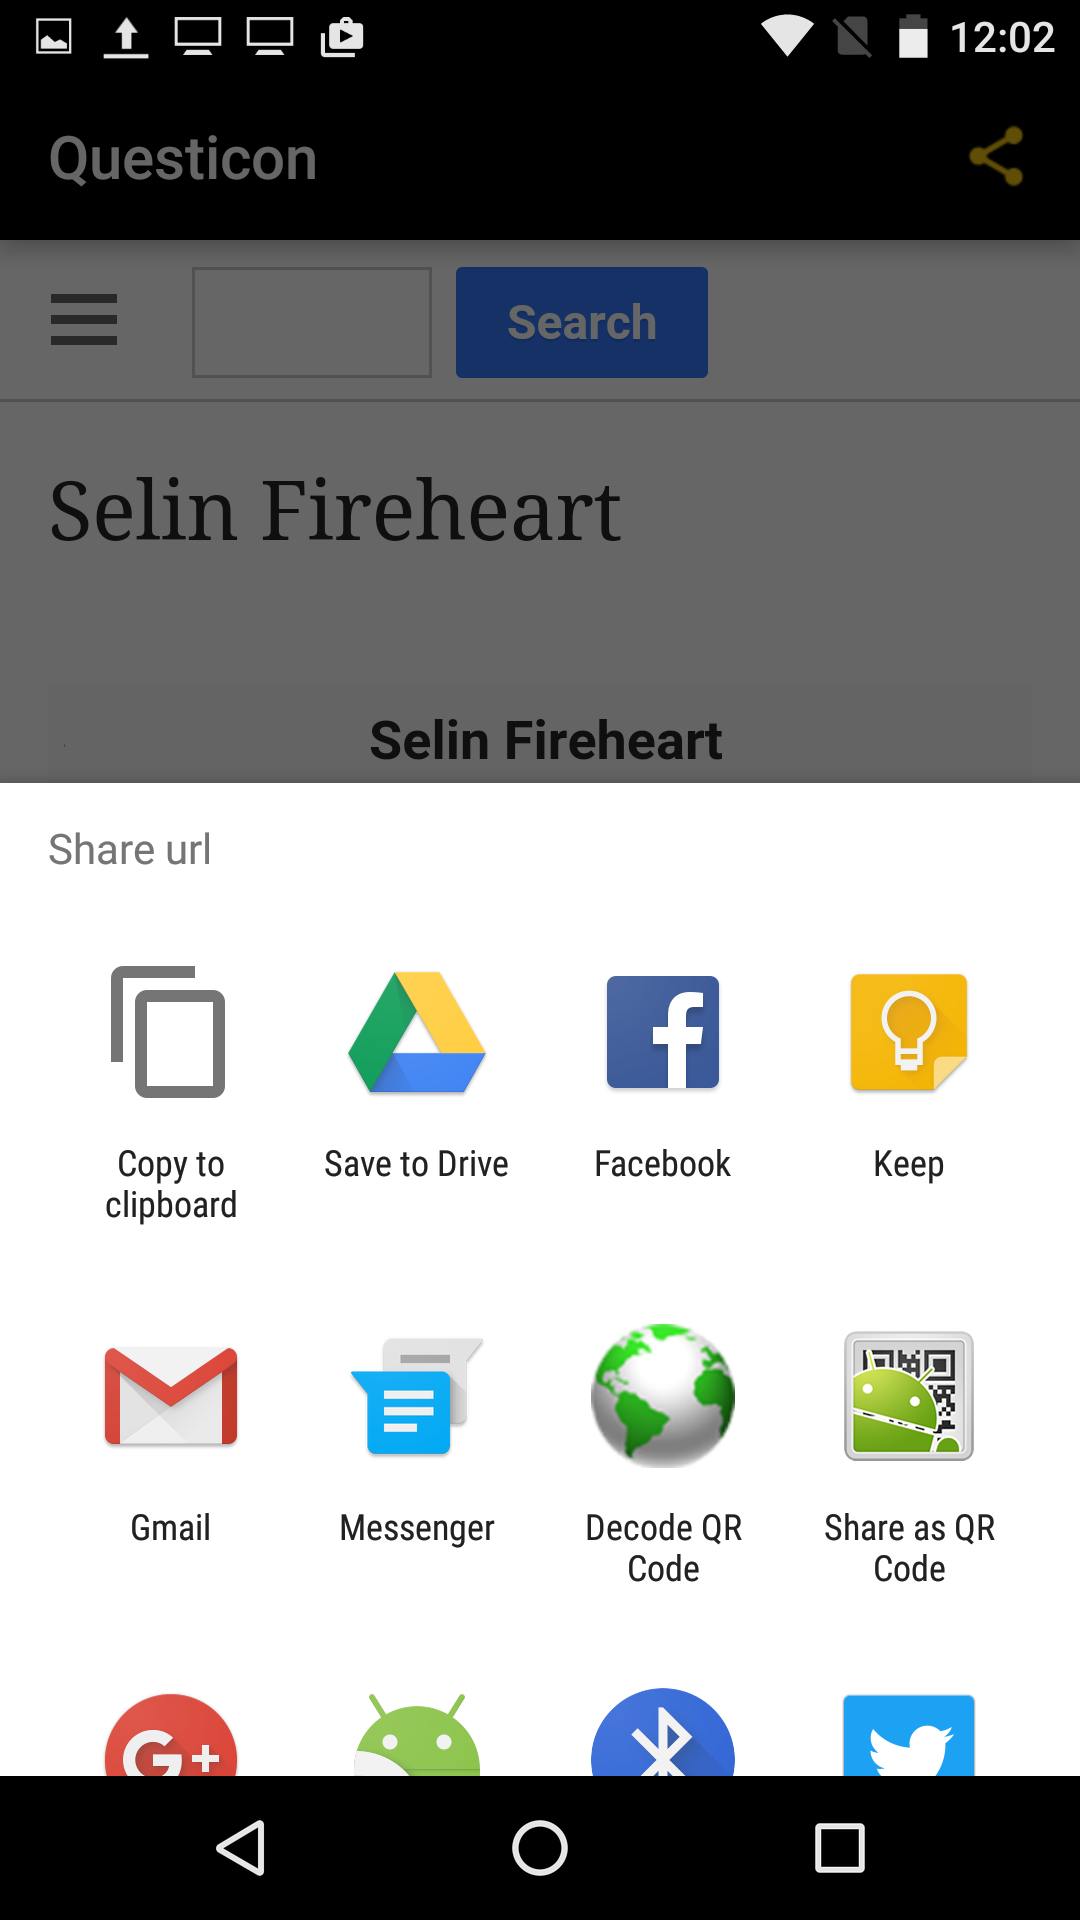 12:02
Questicon
Search
Selin Fireheart
Selin Fireheart
Share url
Copy to
clipboard
Save to Drive
Facebook
Keep
Gmail
Messenger
Decode QR
Code
Share as QR
Code
G+